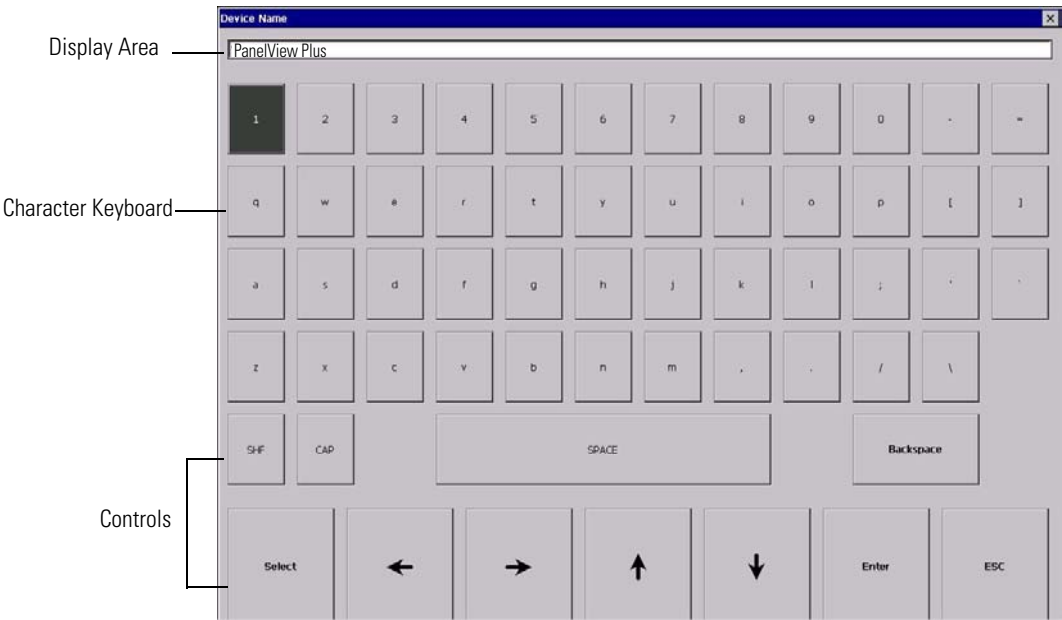 Device Name
Display Area
PanelView Plus
1 2 3 4 5 6 7 8 9 0 - =
Character Keyboard
q w e r t y u i o p [ ]
a s d f g h j k l ; ' `
z x c v b n m , . / \
SHF CAP SPACE Backspace
Controls
Select ← → ↑ ↓ Enter ESC